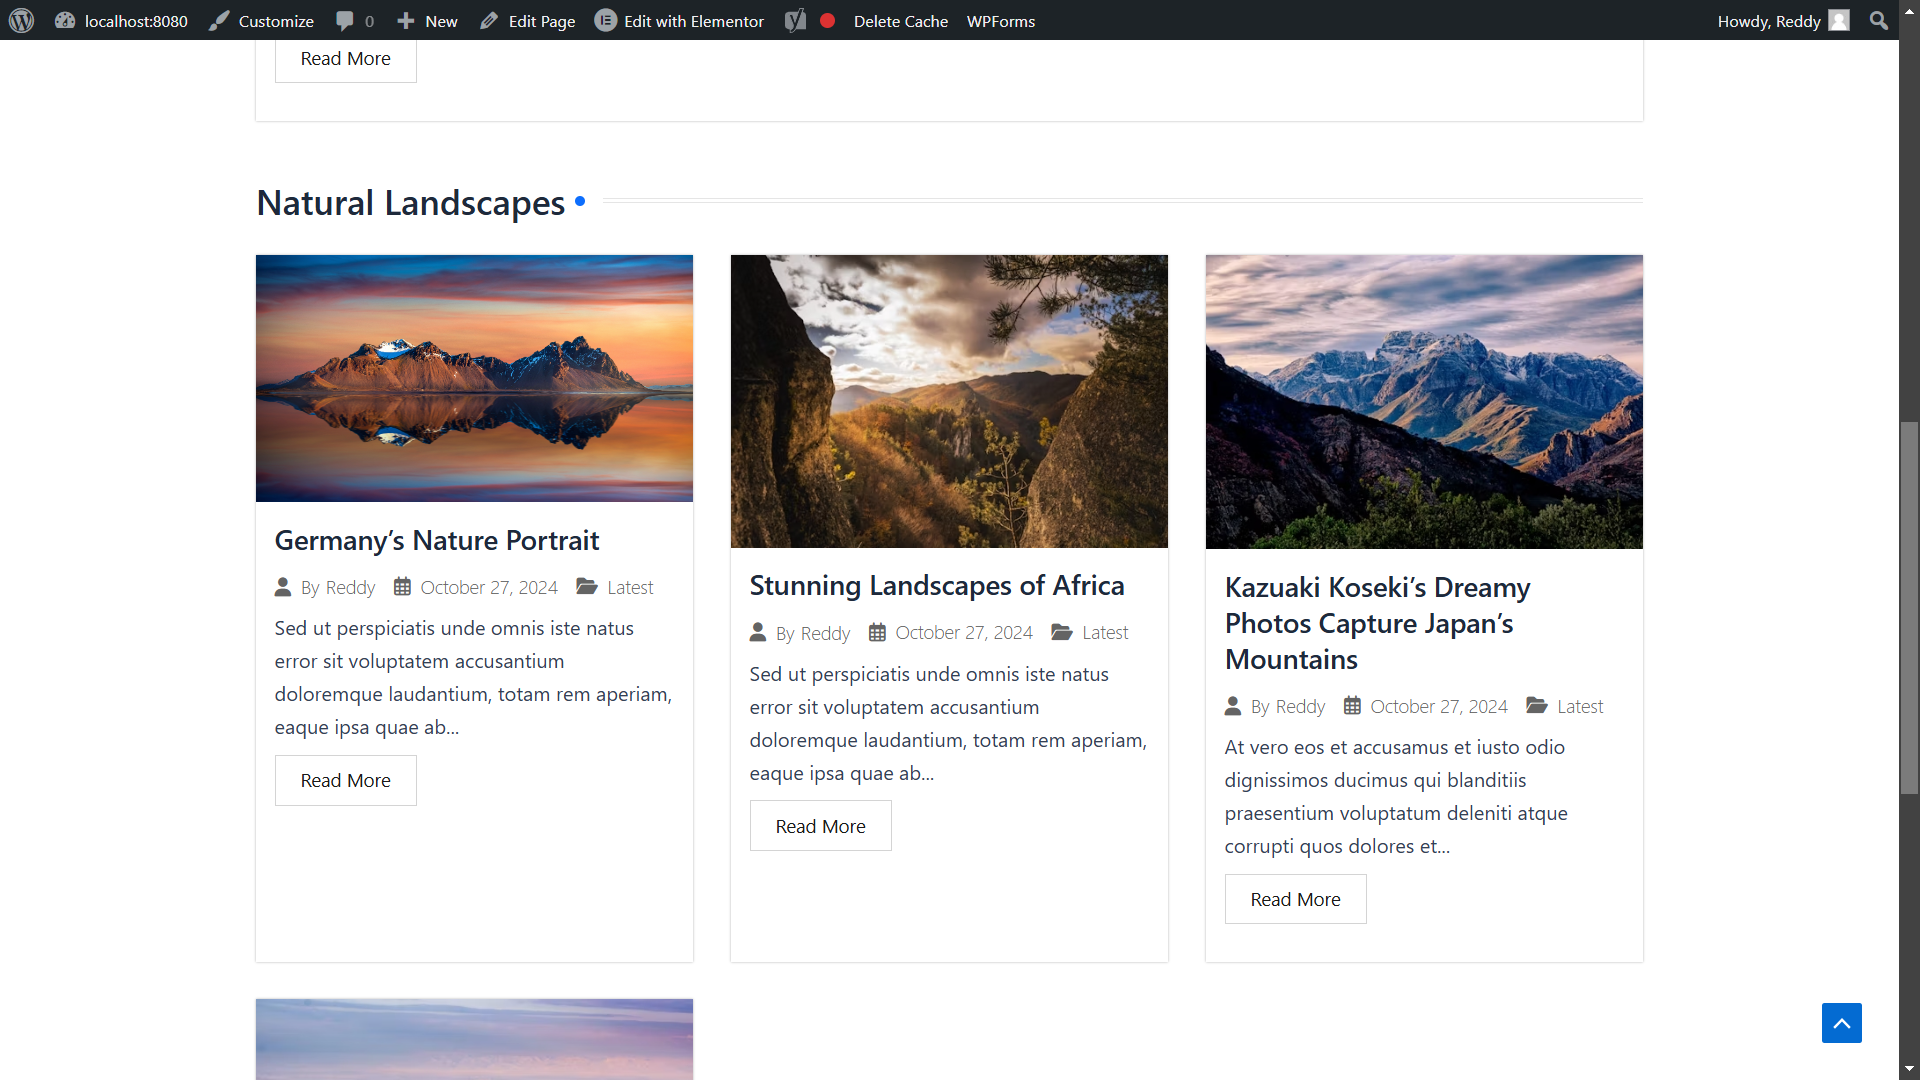 localhost:8080 Customize 0 New Edit Page Edit with Elementor Delete Cache WPForms Howdy, Reddy
Read More
Natural Landscapes
Germany’s Nature Portrait
By Reddy October 27, 2024 Latest
Sed ut perspiciatis unde omnis iste natus
error sit voluptatem accusantium
doloremque laudantium, totam rem aperiam,
eaque ipsa quae ab...
Read More
Stunning Landscapes of Africa
By Reddy October 27, 2024 Latest
Sed ut perspiciatis unde omnis iste natus
error sit voluptatem accusantium
doloremque laudantium, totam rem aperiam,
eaque ipsa quae ab...
Read More
Kazuaki Koseki’s Dreamy
Photos Capture Japan’s
Mountains
By Reddy October 27, 2024 Latest
At vero eos et accusamus et iusto odio
dignissimos ducimus qui blanditiis
praesentium voluptatum deleniti atque
corrupti quos dolores et...
Read More